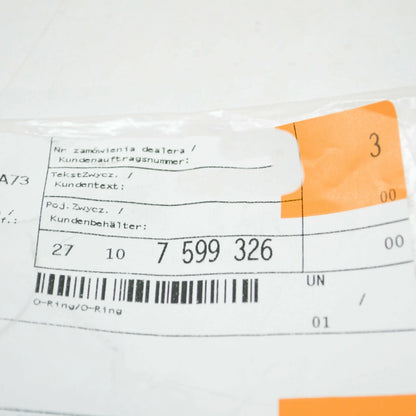 Nr zamówienia dealera /
Kundenauftragsnummer:
3
A73
TekstZwycz. /
Kundentext:
00
Poj.Zwycz. /
/
f.:
Kundenbehälter:
27 10 7 599 326
00
UN
O-Ring/O-Ring
/
01